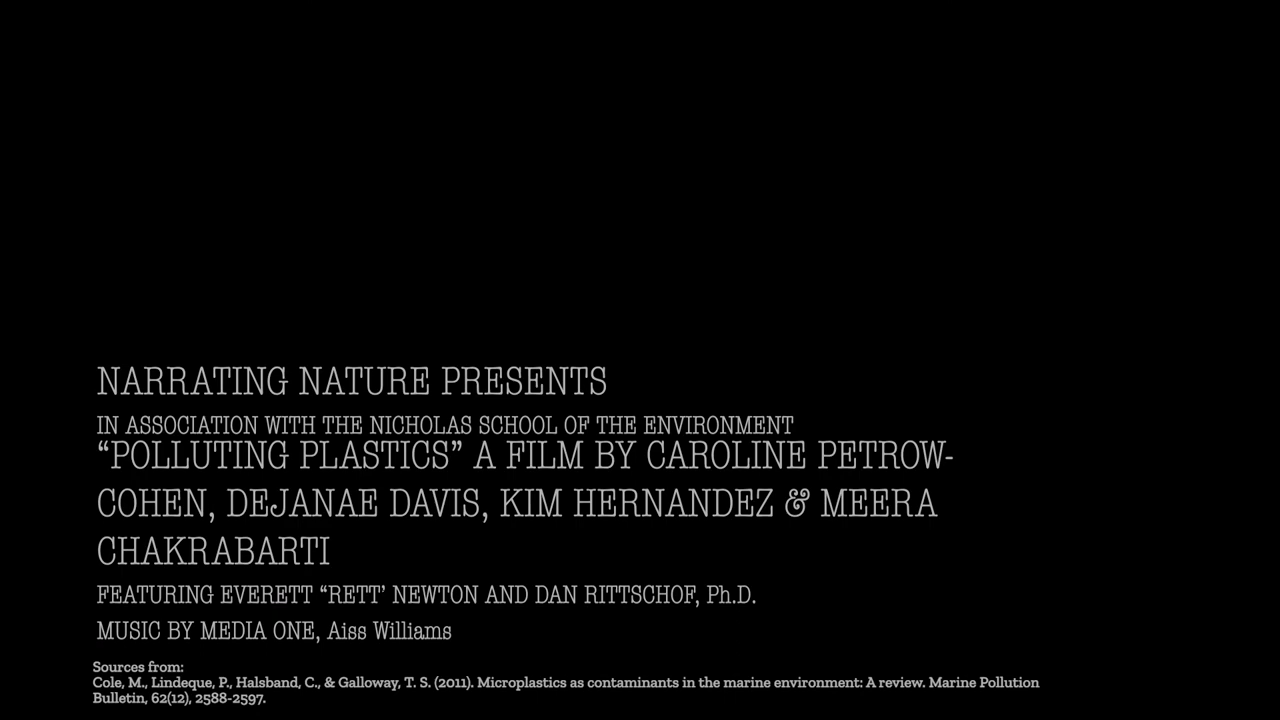 NARRATING NATURE PRESENTS
IN ASSOCIATION WITH THE NICHOLAS SCHOOL OF THE ENVIRONMENT
“POLLUTING PLASTICS” A FILM BY CAROLINE PETROW-
COHEN, DEJANAE DAVIS, KIM HERNANDEZ & MEERA
CHAKRABARTI
FEATURING EVERETT “RETT’ NEWTON AND DAN RITTSCHOF, Ph.D.
MUSIC BY MEDIA ONE, Aiss Williams
Sources from:
Cole, M., Lindeque, P., Halsband, C., & Galloway, T. S. (2011). Microplastics as contaminants in the marine environment: A review. Marine Pollution
Bulletin, 62(12), 2588-2597.